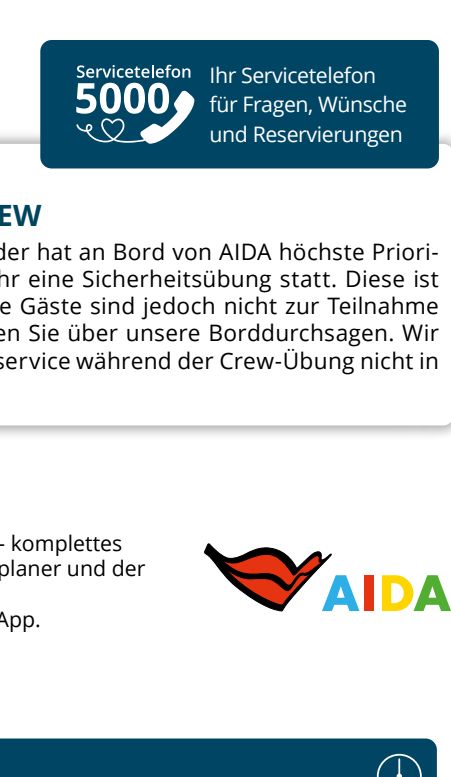 Servicetelefon
5000
Ihr Servicetelefon
für Fragen, Wünsche
und Reservierungen
EW
der hat an Bord von AIDA höchste Priori-
hr eine Sicherheitsübung statt. Diese ist
e Gäste sind jedoch nicht zur Teilnahme
en Sie über unsere Borddurchsagen. Wir
service während der Crew-Übung nicht in
– komplettes
planer und der
App.
AIDA